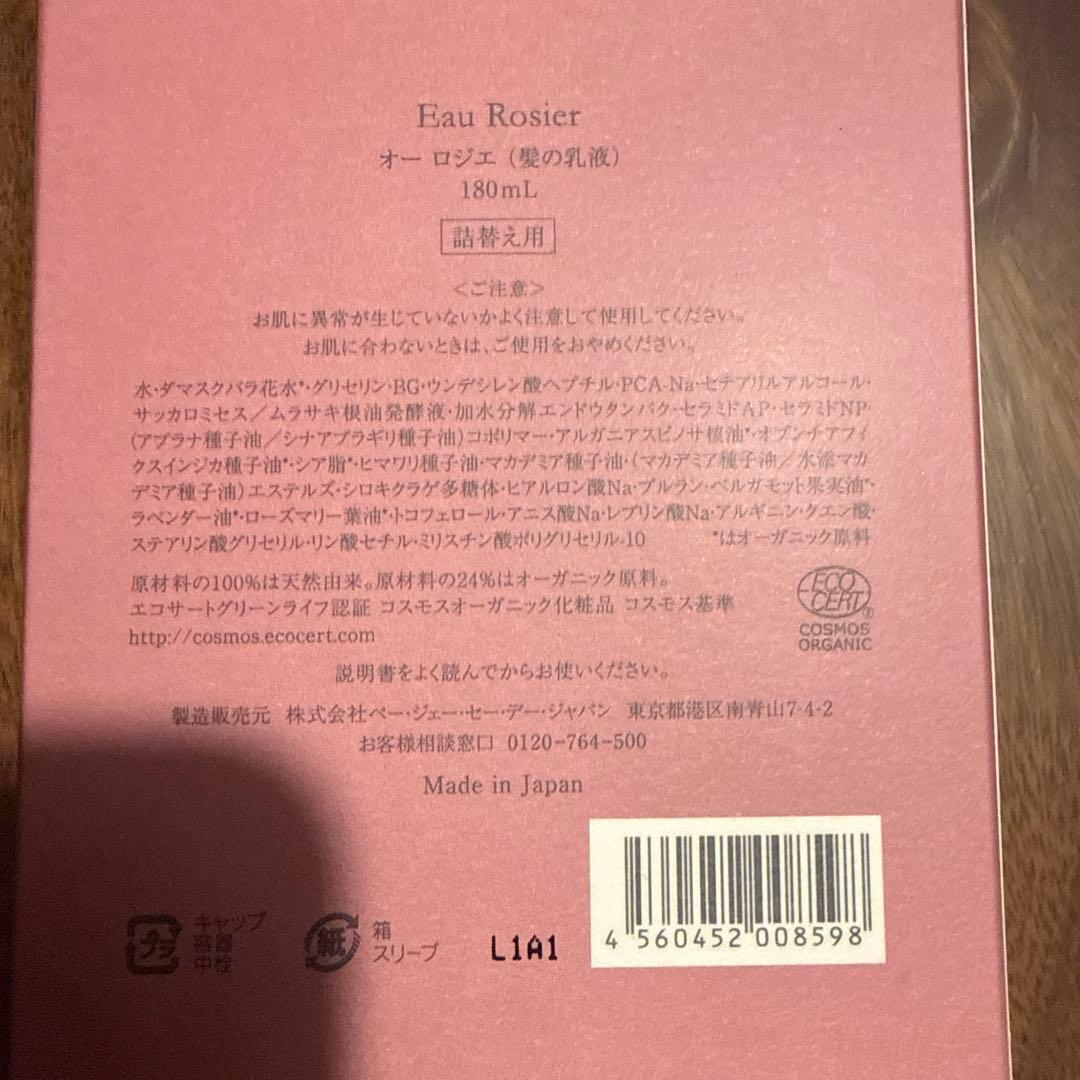 Eau Rosier
オー ロジエ（髪の乳液）
180mL
詰替え用
＜ご注意＞
お肌に異常が生じていないかよく注意して使用してください。
お肌に合わないときは、ご使用をおやめください。
水・ダマスクバラ花水*・グリセリン・BG・ウンデシレン酸ヘプチル・PCA-Na・セテアリルアルコール・
サッカロミセス／ムラサキ根油発酵液・加水分解エンドウタンパク・セラミドAP・セラミドNP・
（アブラナ種子油／シナアブラギリ種子油）コポリマー・アルガニアスピノサ核油*・オプンチアフィ
クスインジカ種子油*・シア脂*・ヒマワリ種子油・マカデミア種子油・（マカデミア種子油／水添マカ
デミア種子油）エステルズ・シロキクラゲ多糖体・ヒアルロン酸Na・プルラン・ベルガモット果実油*・
ラベンダー油*・ローズマリー葉油*・トコフェロール・アニス酸Na・レブリン酸Na・アルギニン・クエン酸・
ステアリン酸グリセリル・リン酸セチル・ミリスチン酸ポリグリセリル-10 *はオーガニック原料
原材料の100%は天然由来。原材料の24%はオーガニック原料。
エコサートグリーンライフ認証 コスモスオーガニック化粧品 コスモス基準
http://cosmos.ecocert.com
ECO
CERT®
COSMOS
ORGANIC
説明書をよく読んでからお使いください。
製造販売元 株式会社ベー・ジェー・セー・デー・ジャパン 東京都港区南青山7-4-2
お客様相談窓口 0120-764-500
Made in Japan
プラ
キャップ
容器
中栓
紙
箱
スリーブ
L1A1
4 560452 008598